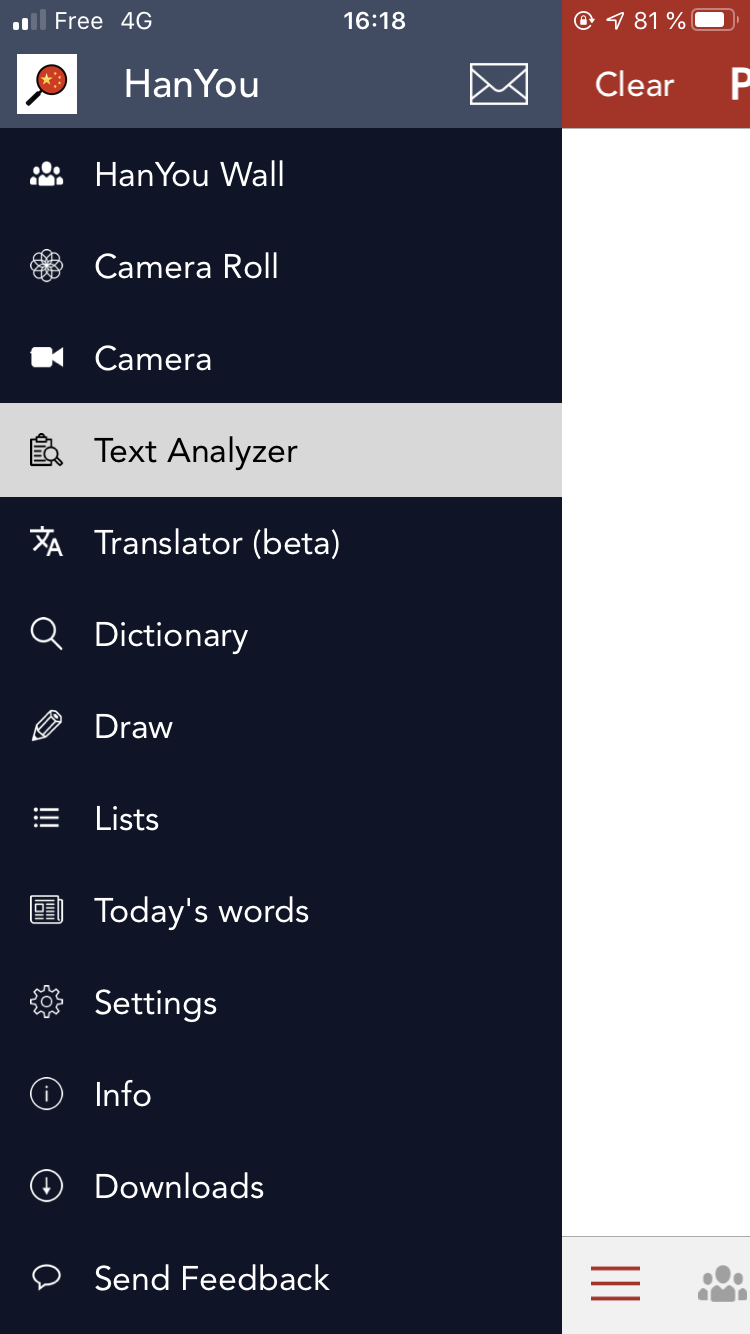 Free 4G 16:18 81 %
HanYou Clear P
HanYou Wall
Camera Roll
Camera
Text Analyzer
Translator (beta)
Dictionary
Draw
Lists
Today's words
Settings
Info
Downloads
Send Feedback